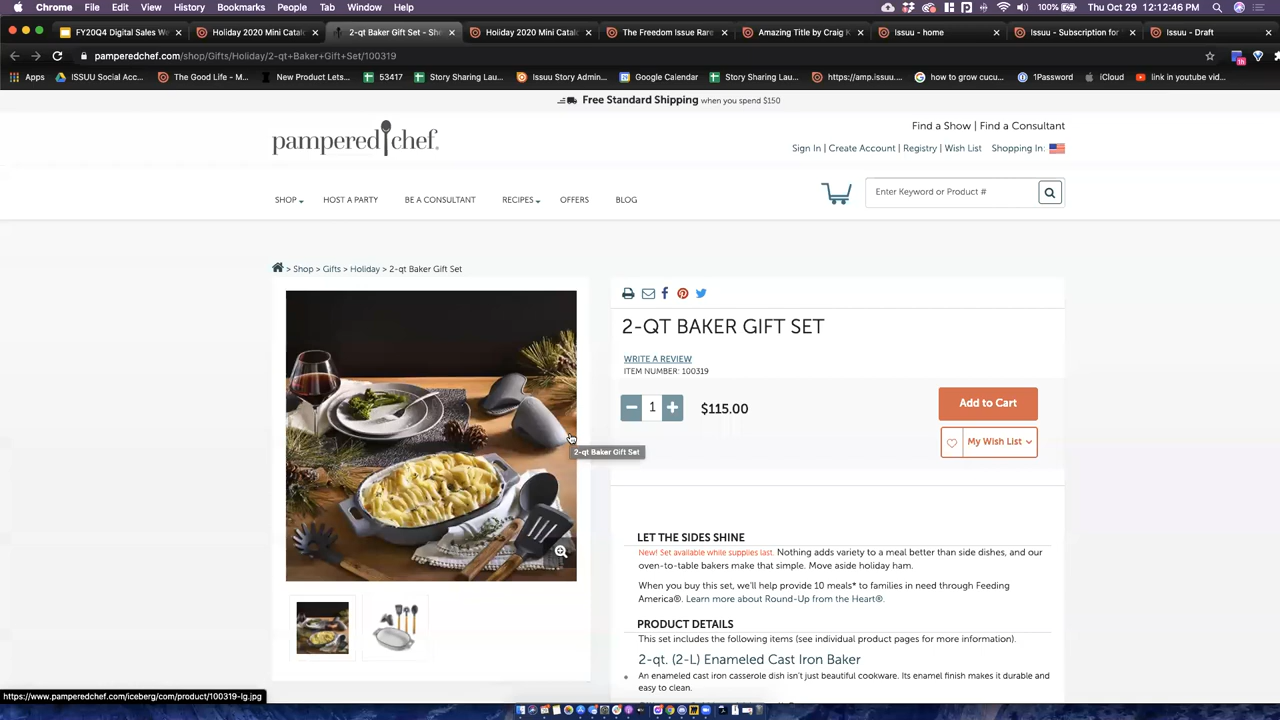 Chrome File Edit View History Bookmarks People Tab Window Help
100% Thu Oct 29 12:12:46 PM
FY20Q4 Digital Sales W
Holiday 2020 Mini Catal
2-qt Baker Gift Set - Sh
Holiday 2020 Mini Catal
The Freedom Issue Rare
Amazing Title by Craig K
Issuu - home
Issuu - Subscription for
Issuu - Draft
pamperedchef.com/shop/Gifts/Holiday/2-qt+Baker+Gift+Set/100319
Apps
ISSUU Social Acc...
The Good Life - M...
New Product Lets...
53417
Story Sharing Lau...
Issuu Story Admin...
Google Calendar
Story Sharing Lau...
https://amp.issuu....
how to grow cucu...
1Password
iCloud
link in youtube vid...
Free Standard Shipping when you spend $150
pampered chef
Find a Show | Find a Consultant
Sign In | Create Account | Registry | Wish List Shopping In:
SHOP HOST A PARTY BE A CONSULTANT RECIPES OFFERS BLOG
Enter Keyword or Product #
> Shop > Gifts > Holiday > 2-qt Baker Gift Set
2-QT BAKER GIFT SET
WRITE A REVIEW
ITEM NUMBER: 100319
1
$115.00
Add to Cart
My Wish List
2-qt Baker Gift Set
LET THE SIDES SHINE
New! Set available while supplies last. Nothing adds variety to a meal better than side dishes, and our
oven-to-table bakers make that simple. Move aside holiday ham.
When you buy this set, we'll help provide 10 meals* to families in need through Feeding
America®. Learn more about Round-Up from the Heart®.
PRODUCT DETAILS
This set includes the following items (see individual product pages for more information).
2-qt. (2-L) Enameled Cast Iron Baker
An enameled cast iron casserole dish isn't just beautiful cookware. Its enamel finish makes it durable and
easy to clean.
https://www.pamperedchef.com/iceberg/com/product/100319-lg.jpg